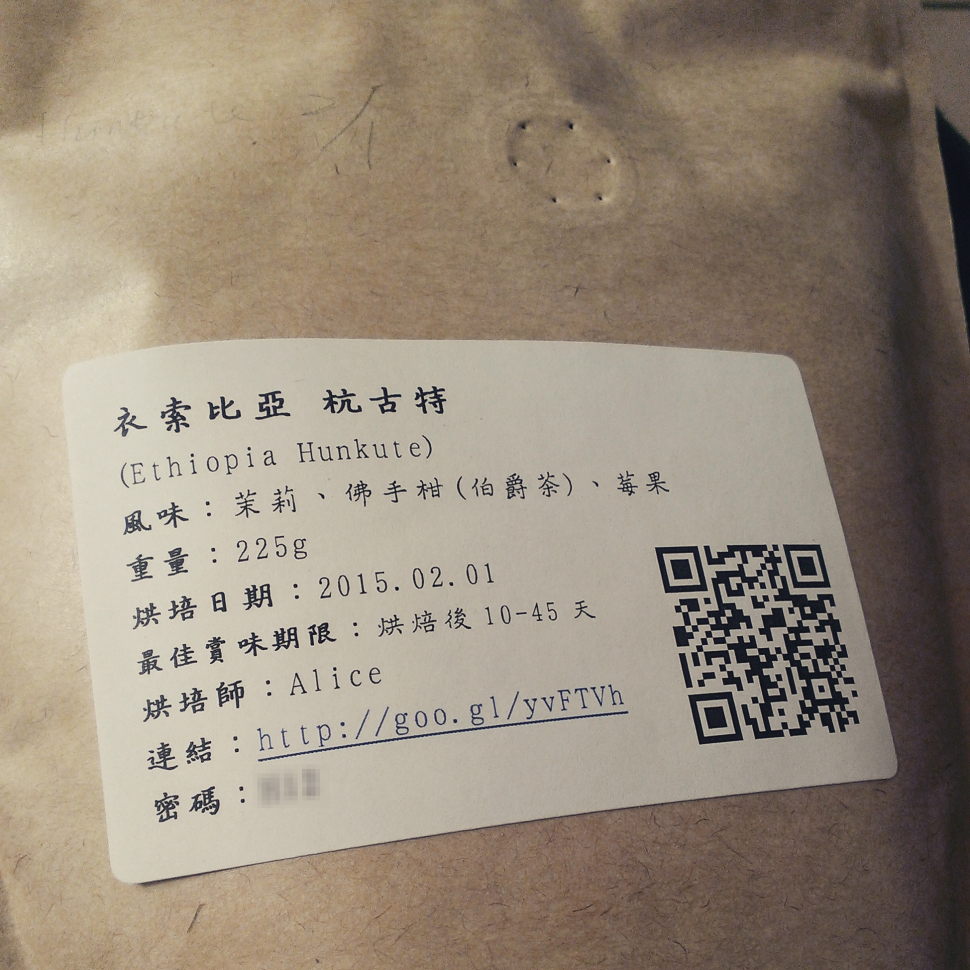 衣索比亞 杭古特
(Ethiopia Hunkute)
風味：茉莉、佛手柑(伯爵茶)、莓果
重量：225g
烘培日期：2015.02.01
最佳賞味期限：烘焙後 10-45 天
烘培師：Alice
連結：http://goo.gl/yvFTVh
密碼：